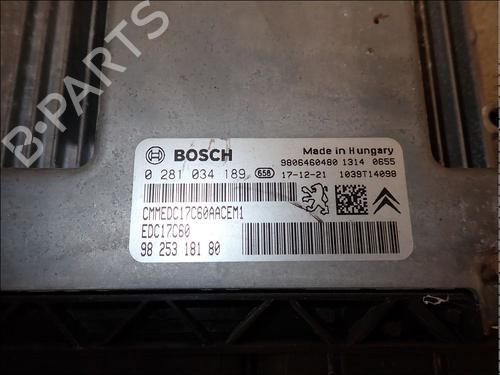 B-PARTS
BOSCH
Made in Hungary
9806460480 1314 0655
0 281 034 189 658 17-12-21 1039T14098
CMMEDC17C60AACEM1
EDC17C60
98 253 181 80